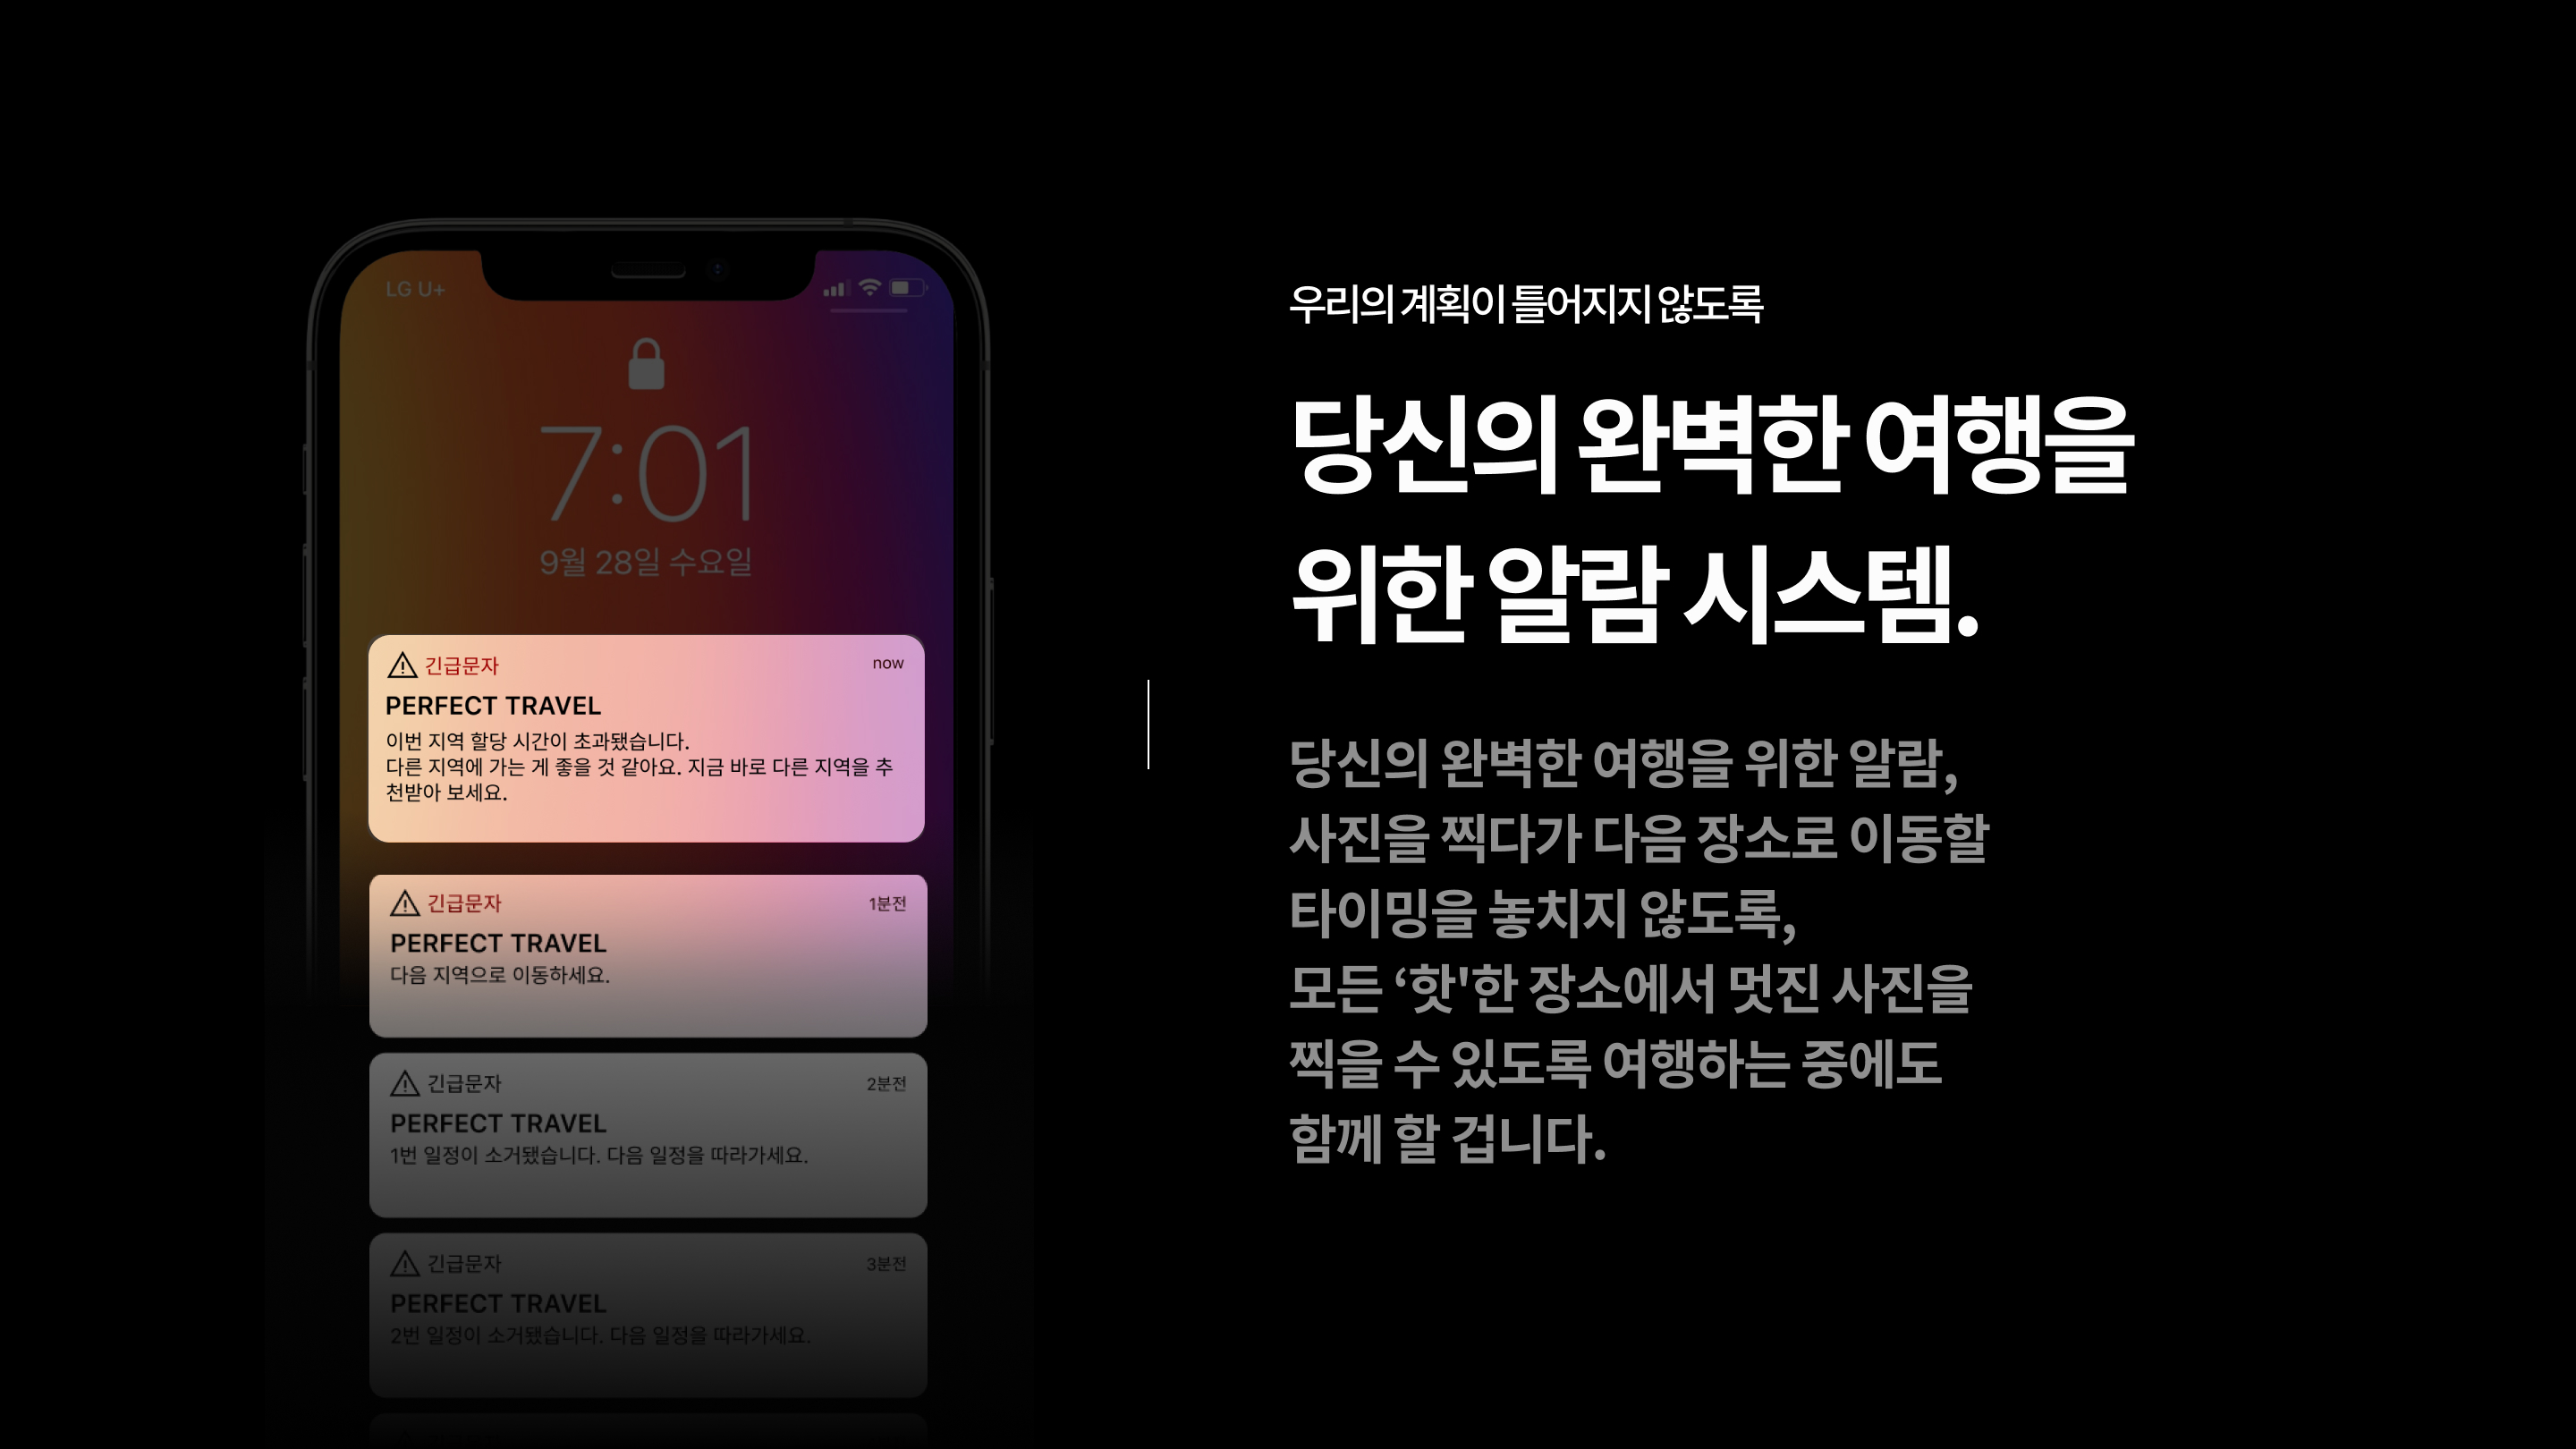 LG U+
7:01
9월 28일 수요일
긴급문자
now
PERFECT TRAVEL
이번 지역 할당 시간이 초과됐습니다.
다른 지역에 가는 게 좋을 것 같아요. 지금 바로 다른 지역을 추
천받아 보세요.
긴급문자
1분전
PERFECT TRAVEL
다음 지역으로 이동하세요.
긴급문자
2분전
PERFECT TRAVEL
1번 일정이 소거됐습니다. 다음 일정을 따라가세요.
긴급문자
3분전
PERFECT TRAVEL
2번 일정이 소거됐습니다. 다음 일정을 따라가세요.
우리의 계획이 틀어지지 않도록
당신의 완벽한 여행을
위한 알람 시스템.
당신의 완벽한 여행을 위한 알람,
사진을 찍다가 다음 장소로 이동할
타이밍을 놓치지 않도록,
모든 ‘핫'한 장소에서 멋진 사진을
찍을 수 있도록 여행하는 중에도
함께 할 겁니다.